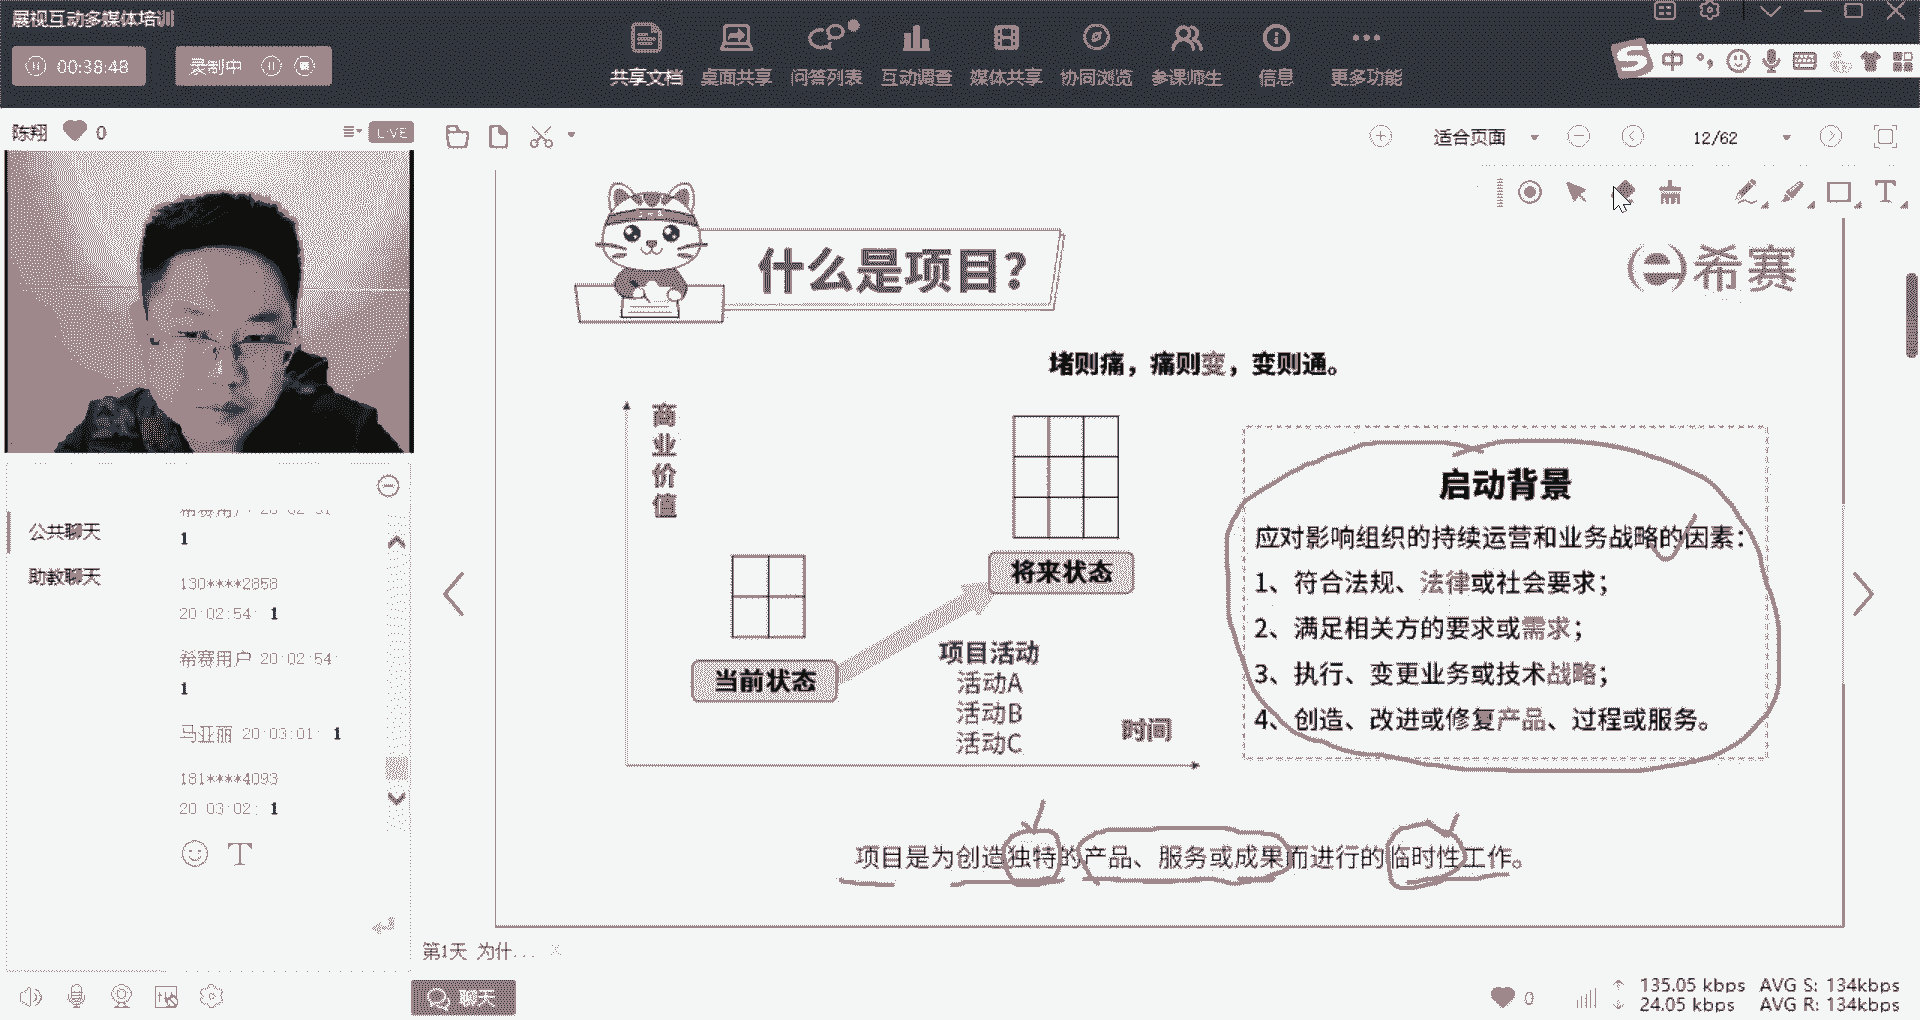 展视互动多媒体培训
00:38:48
录制中
共享文档 桌面共享 问答列表 互动调查 媒体共享 协同浏览 参课师生 信息 更多功能
中
陈翔 0
LIVE
适合页面
12/62
什么是项目?
希赛
堵则痛，痛则变，变则通。
商业价值
将来状态
当前状态
项目活动
活动A
活动B
活动C
时间
启动背景
应对影响组织的持续运营和业务战略的因素：
1、符合法规、法律或社会要求；
2、满足相关方的要求或需求；
3、执行、变更业务或技术战略；
4、创造、改进或修复产品、过程或服务。
项目是为创造独特的产品、服务或成果而进行的临时性工作。
公共聊天
助教聊天
1
130****2858
20:02:54 1
希赛用户 20:02:54
1
马亚丽 20:03:01 1
181****4093
20:03:02 1
第1天 为什...
聊天
0
135.05 kbps AVG S: 134kbps
24.05 kbps AVG R: 134kbps